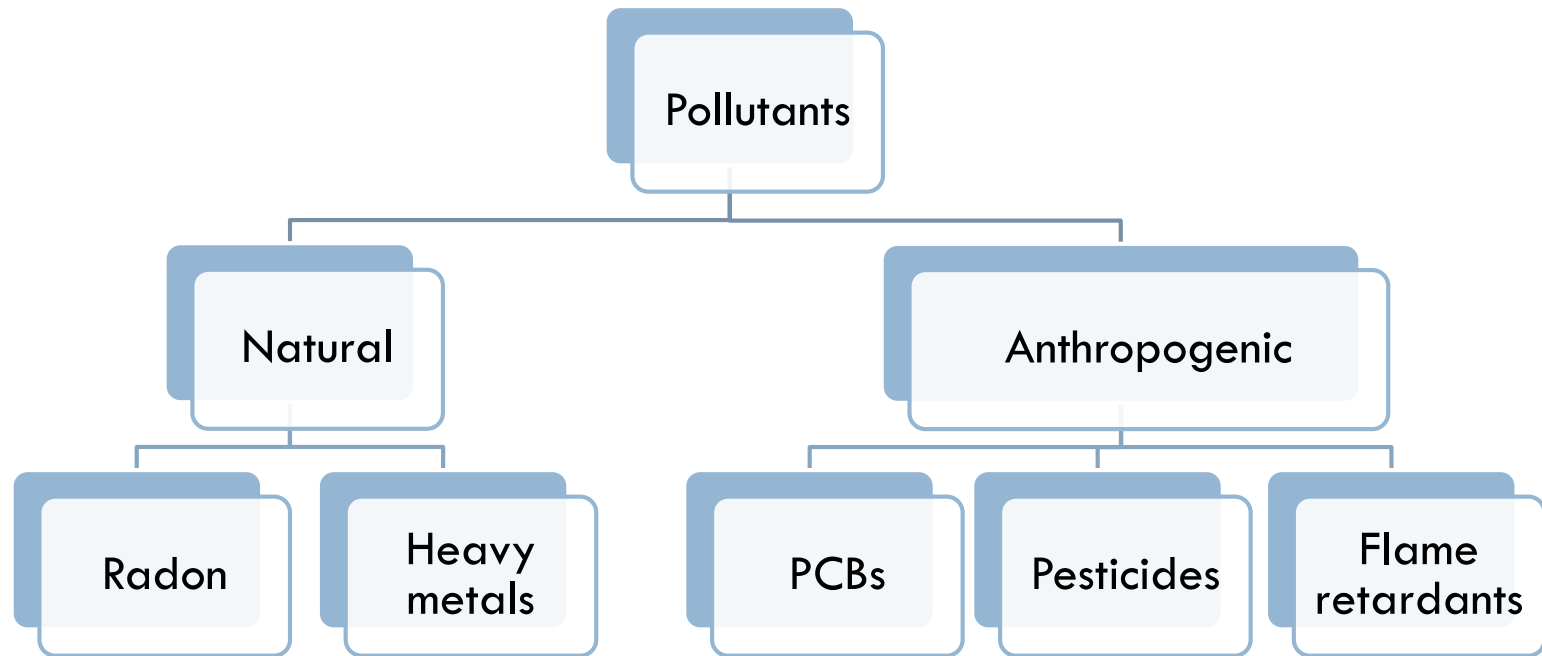 Pollutants
Natural
Anthropogenic
Radon
Heavy
metals
PCBs
Pesticides
Flame
retardants